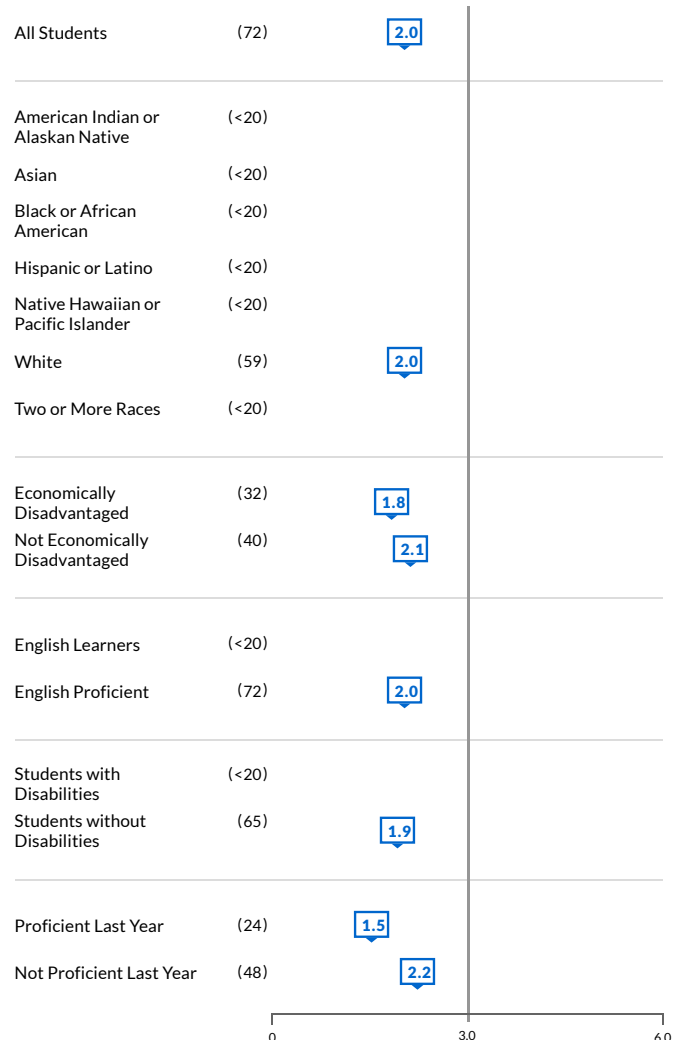 All Students (72) 2.0
American Indian or (<20)
Alaskan Native
Asian (<20)
Black or African (<20)
American
Hispanic or Latino (<20)
Native Hawaiian or (<20)
Pacific Islander
White (59) 2.0
Two or More Races (<20)
Economically (32) 1.8
Disadvantaged
Not Economically (40) 2.1
Disadvantaged
English Learners (<20)
English Proficient (72) 2.0
Students with (<20)
Disabilities
Students without (65) 1.9
Disabilities
Proficient Last Year (24) 1.5
Not Proficient Last Year (48) 2.2
0 3.0 6.0